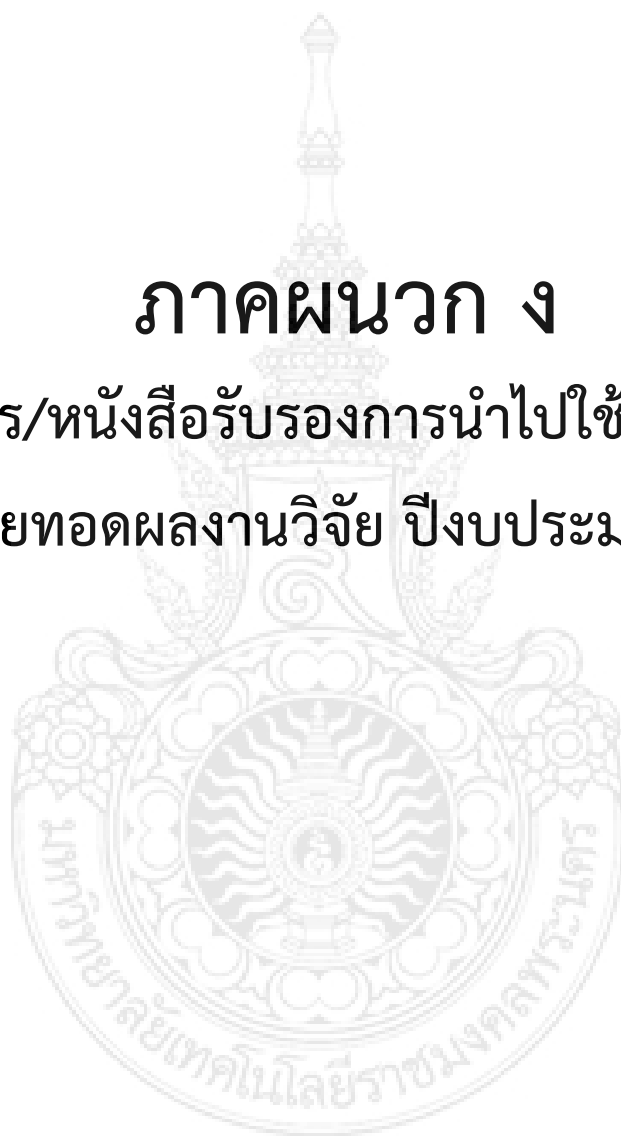 ภาคผนวก ง
ร/หนังสือรับรองการนำไปใช้
ยทอดผลงานวิจัย ปีงบประม
มหาวิทยาลัยเทคโนโลยีราชมงคลพระนคร